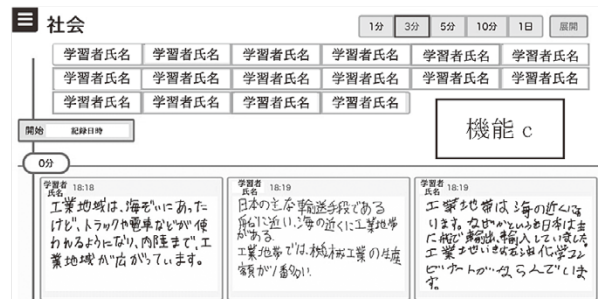 社会
1分 3分 5分 10分 1日 展開
学習者氏名 学習者氏名 学習者氏名 学習者氏名 学習者氏名 学習者氏名
学習者氏名 学習者氏名 学習者氏名 学習者氏名 学習者氏名 学習者氏名
学習者氏名 学習者氏名 学習者氏名 学習者氏名
機能 c
開始 記録日時
0分
学習者氏名 18:18
工業地域は、海ぞいにあった
けど、トラックや電車などが使
われるようになり、内陸まで、工
業地域が広がっています。
学習者氏名 18:19
日本の主な輸送手段である
船に近い、海の近くに工業地帯
がある
工業地帯では、機械工業の生産
額が1番多い。
学習者氏名 18:19
工業地帯は海の近くにあ
ります。なぜかというと日本は主
に船で輸出、輸入していました。
工業地いきには石油化学コン
ビナートがならんでいま
す。